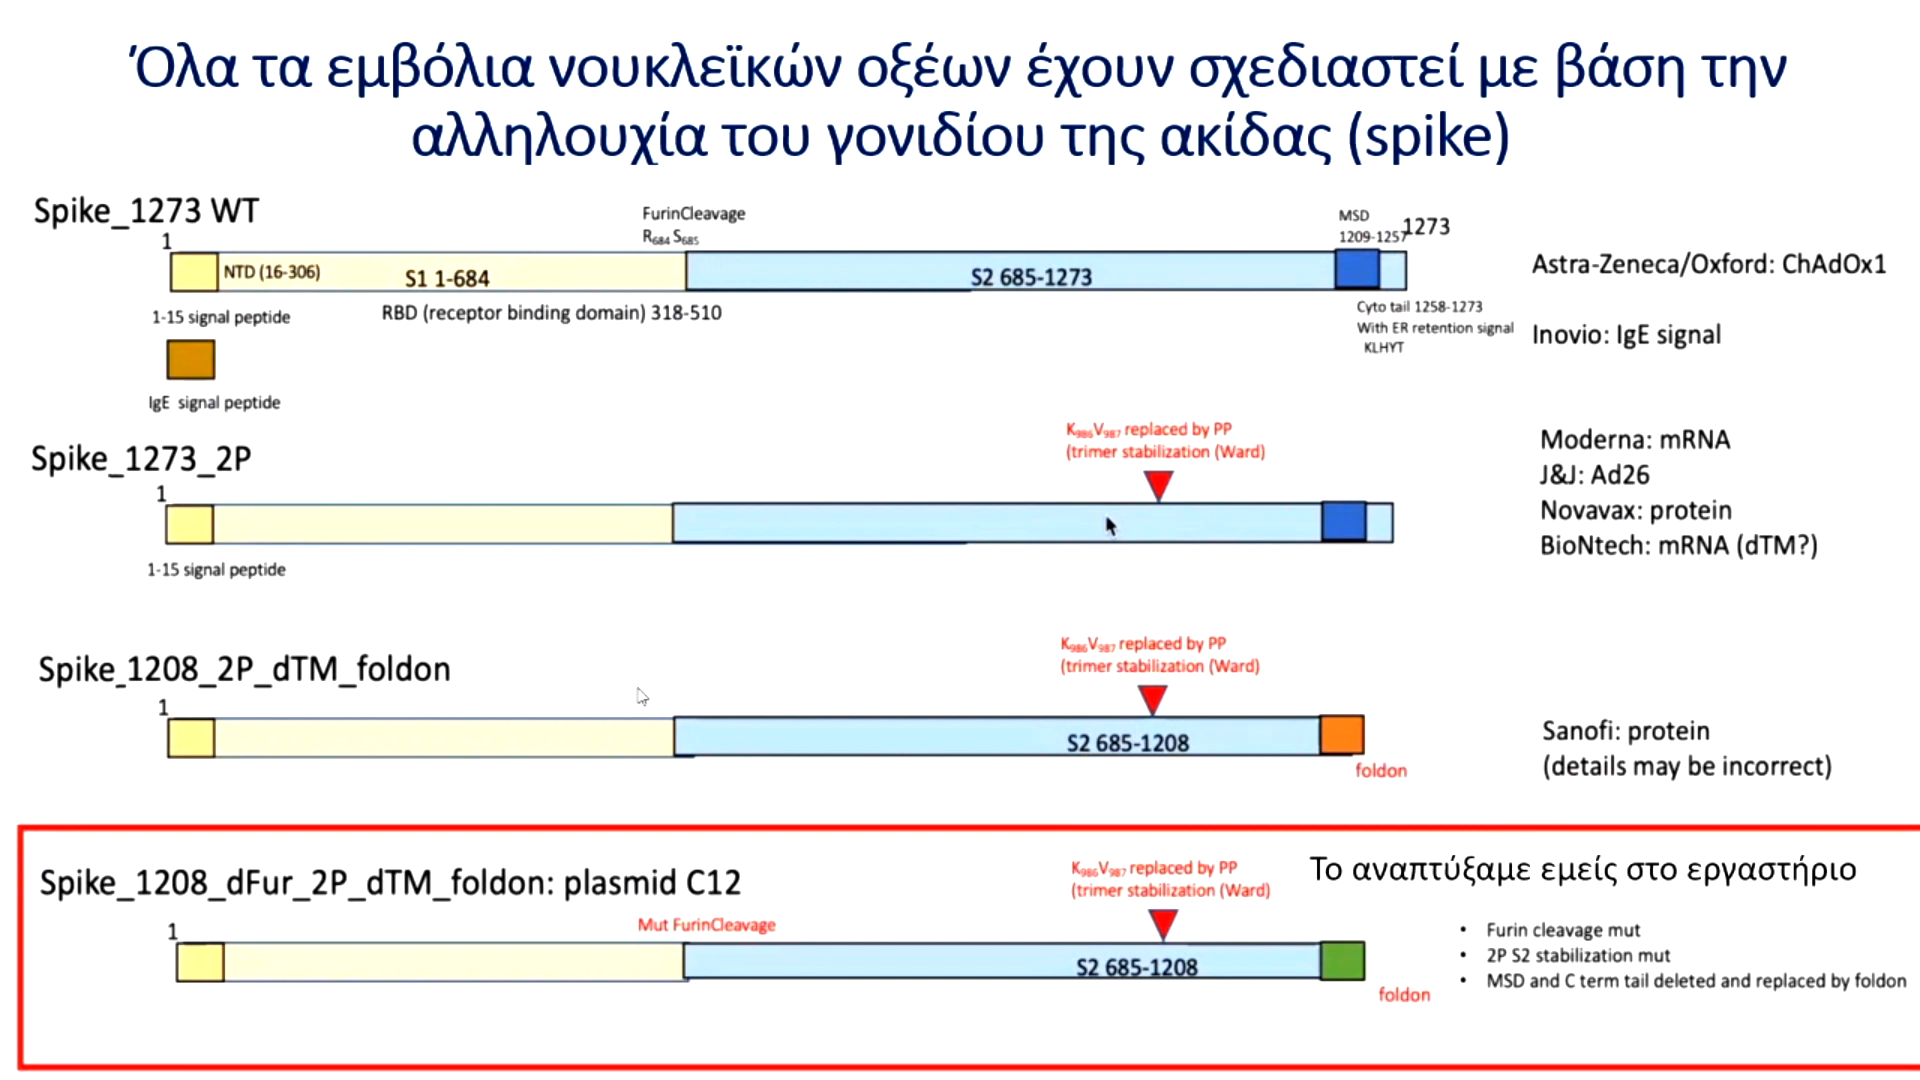 Όλα τα εμβόλια νουκλεϊκών οξέων έχουν σχεδιαστεί με βάση την
αλληλουχία του γονιδίου της ακίδας (spike)
Spike_1273 WT
FurinCleavage
R684 S685
MSD
1209-1257
1273
1
NTD (16-306)
S1 1-684
S2 685-1273
Astra-Zeneca/Oxford: ChAdOx1
1-15 signal peptide
RBD (receptor binding domain) 318-510
Cyto tail 1258-1273
With ER retention signal
KLHYT
Inovio: IgE signal
IgE signal peptide
Spike_1273_2P
K986V987 replaced by PP
(trimer stabilization (Ward)
1
1-15 signal peptide
Moderna: mRNA
J&J: Ad26
Novavax: protein
BioNtech: mRNA (dTM?)
Spike_1208_2P_dTM_foldon
K986V987 replaced by PP
(trimer stabilization (Ward)
1
S2 685-1208
foldon
Sanofi: protein
(details may be incorrect)
Spike_1208_dFur_2P_dTM_foldon: plasmid C12
K986V987 replaced by PP
(trimer stabilization (Ward)
Το αναπτύξαμε εμείς στο εργαστήριο
Mut FurinCleavage
1
S2 685-1208
foldon
• Furin cleavage mut
• 2P S2 stabilization mut
• MSD and C term tail deleted and replaced by foldon